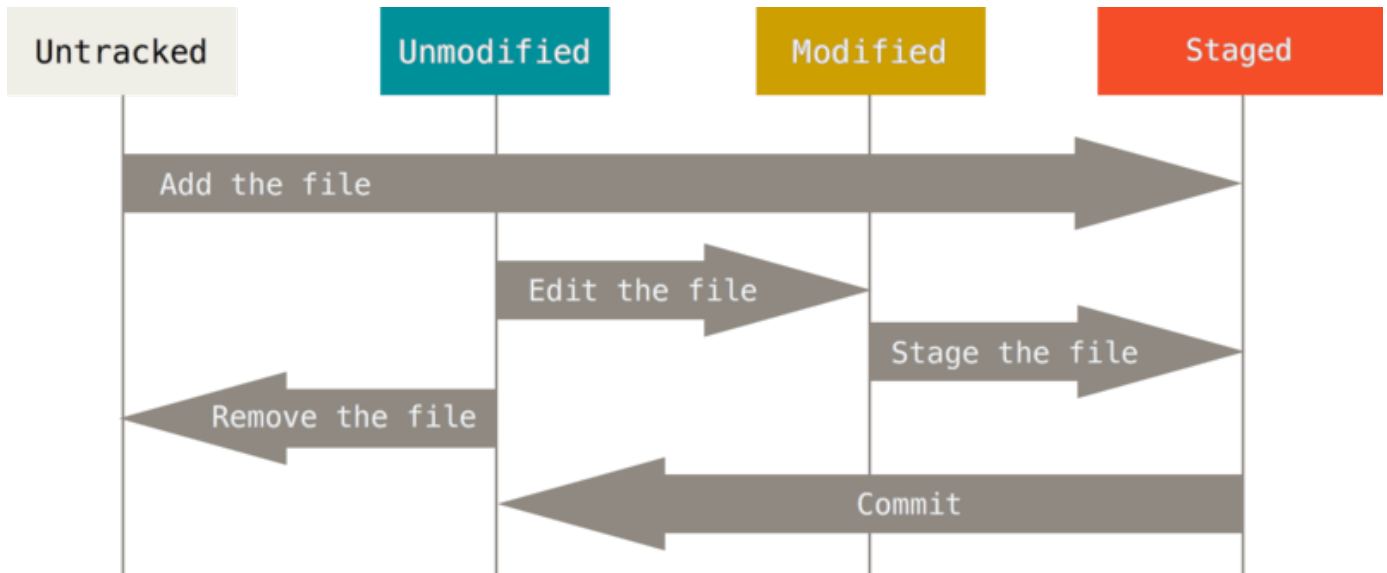 Untracked
Unmodified
Modified
Staged
Add the file
Edit the file
Stage the file
Remove the file
Commit